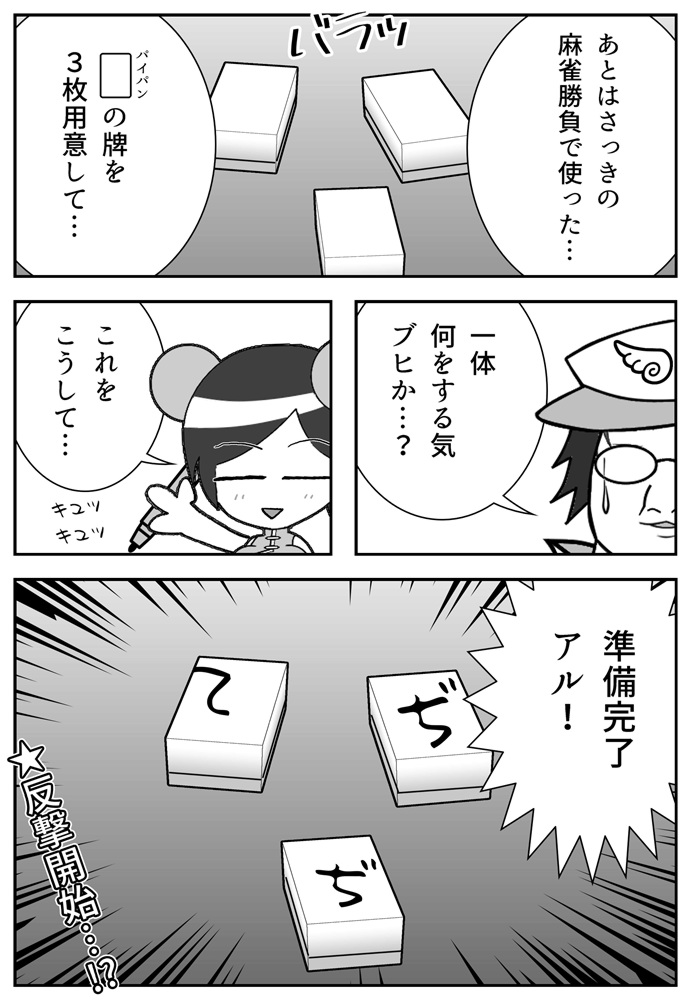 あとはさっきの
麻雀勝負で使った…
バラッ
パイパン
□の牌を
3枚用意して…
一体
何をする気
ブヒか…？
これを
こうして…
キユッ
キユッ
準備完了
アル！
ぢ
て
ぢ
★反撃開始…!?